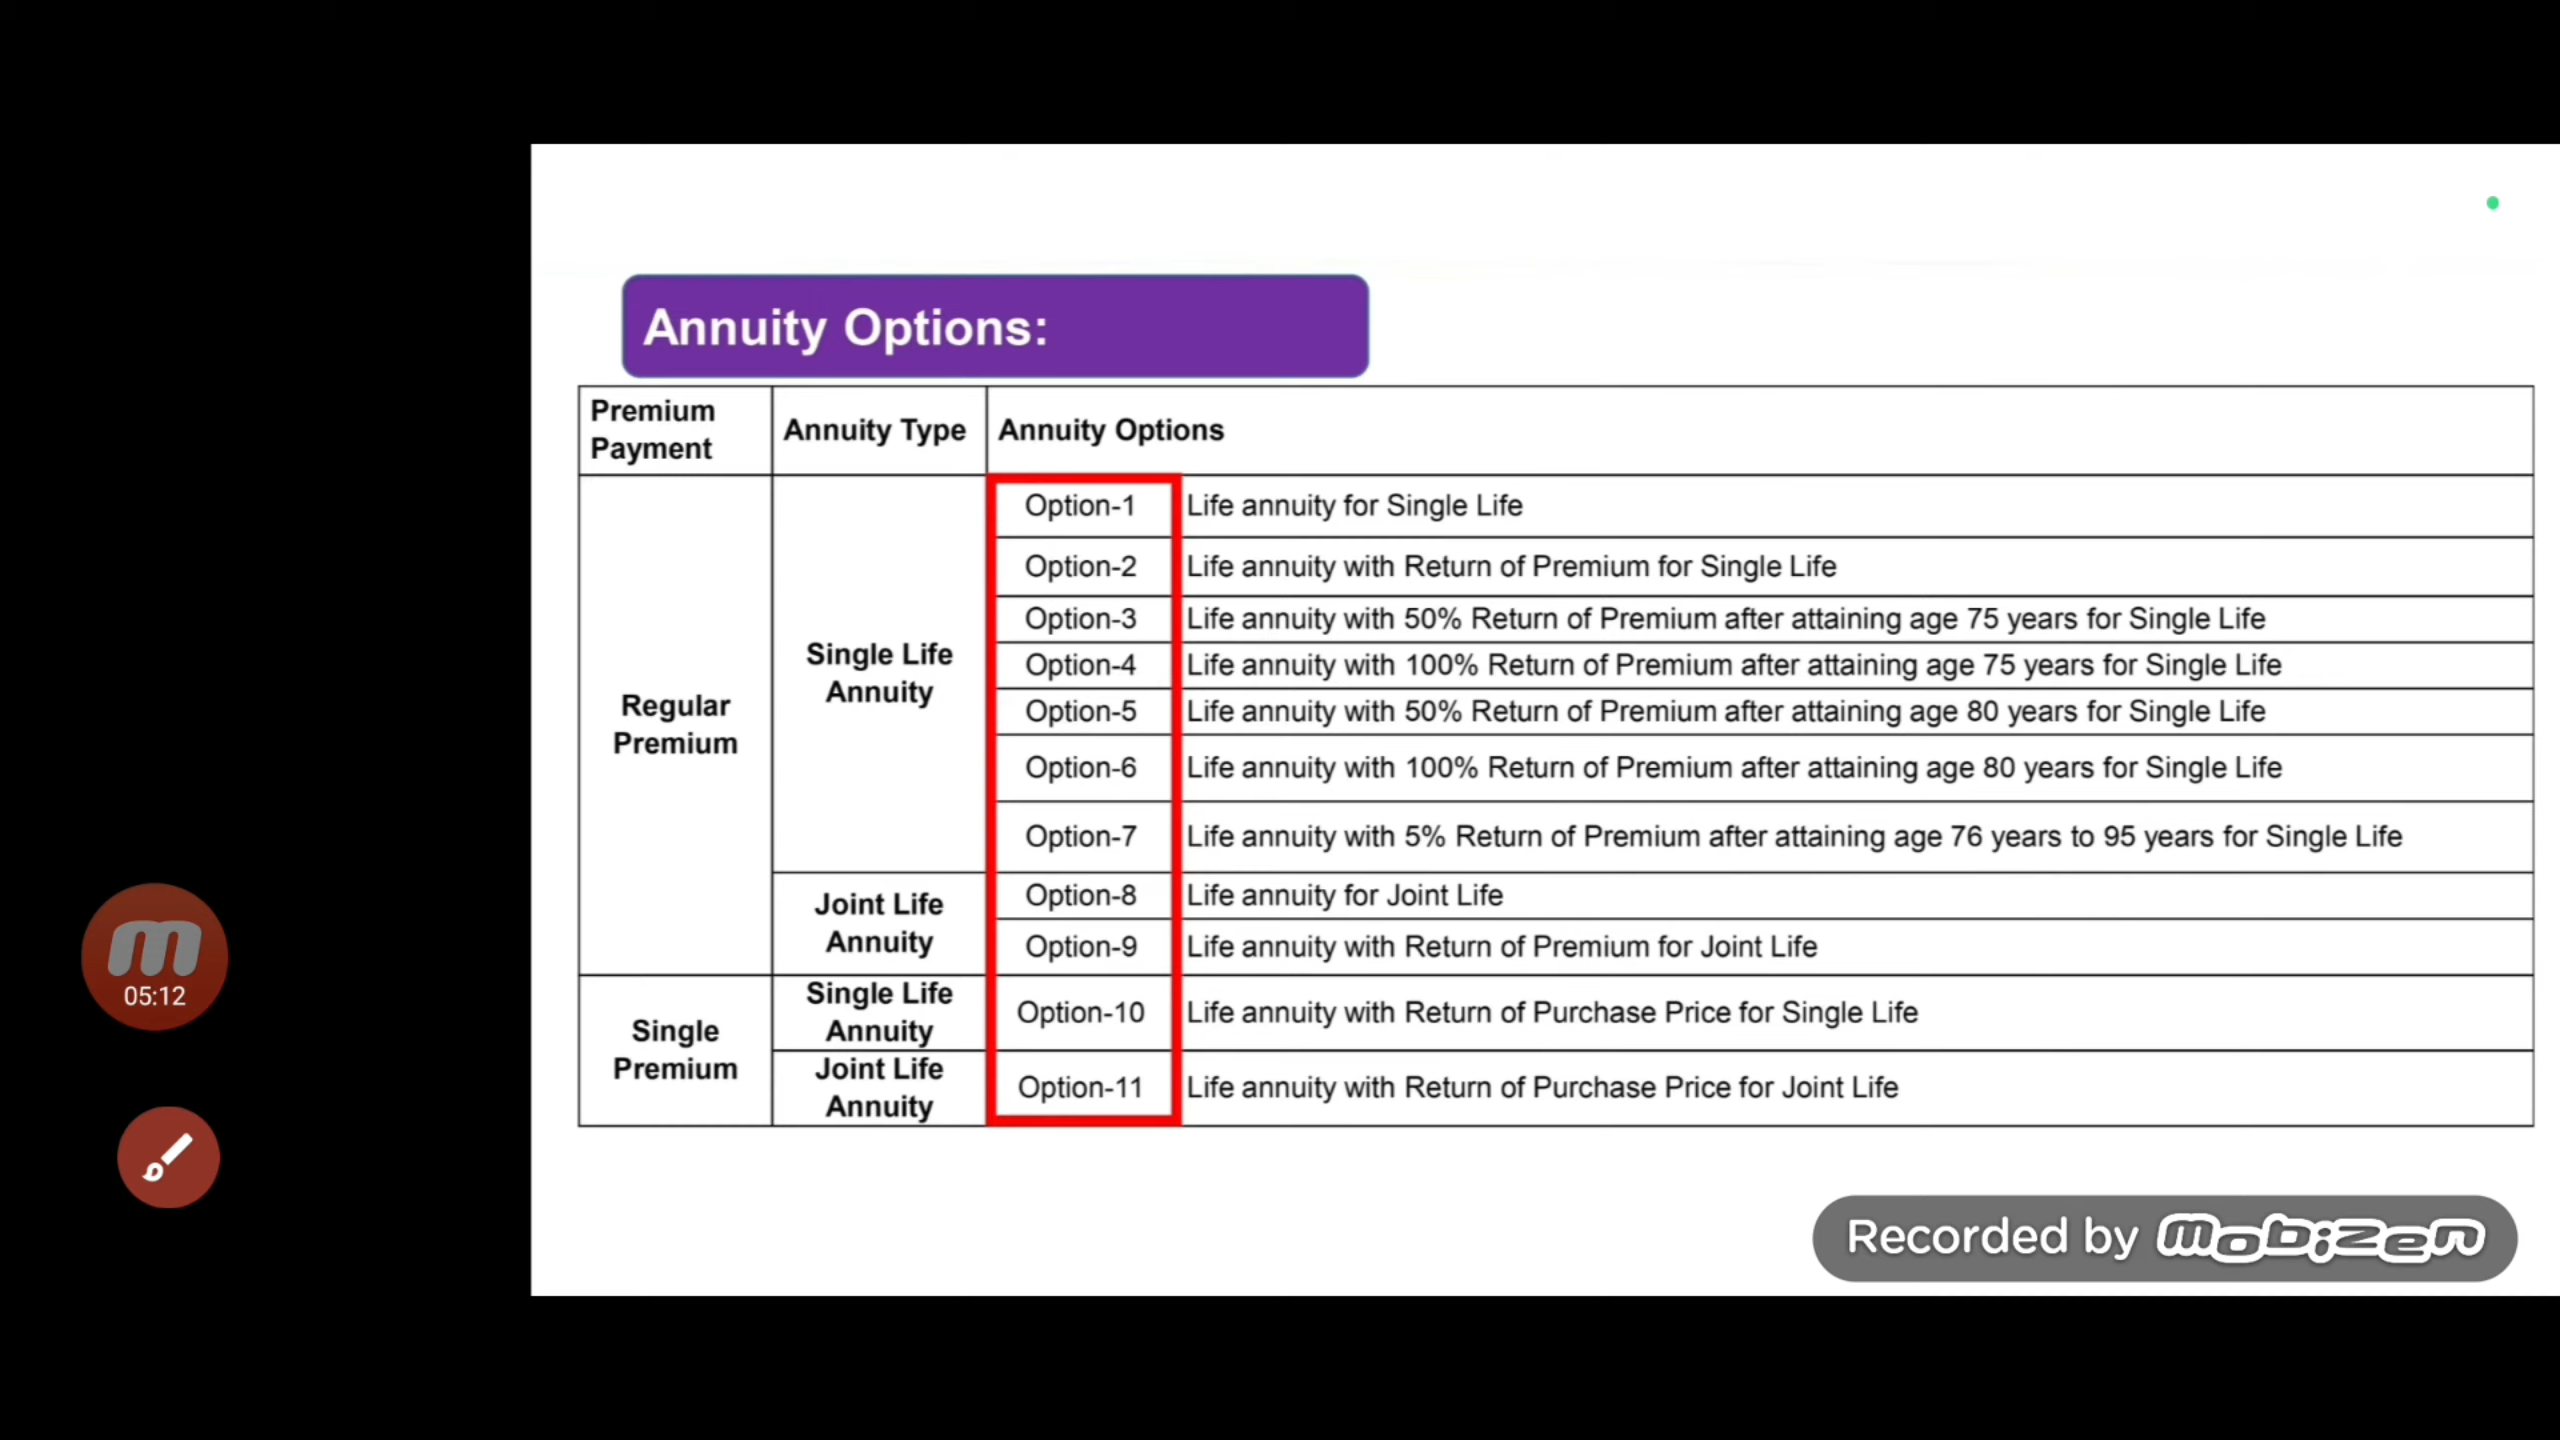 Annuity Options:
Premium
Payment
Annuity Type
Annuity Options
Regular
Premium
Single Life
Annuity
Option-1
Life annuity for Single Life
Option-2
Life annuity with Return of Premium for Single Life
Option-3
Life annuity with 50% Return of Premium after attaining age 75 years for Single Life
Option-4
Life annuity with 100% Return of Premium after attaining age 75 years for Single Life
Option-5
Life annuity with 50% Return of Premium after attaining age 80 years for Single Life
Option-6
Life annuity with 100% Return of Premium after attaining age 80 years for Single Life
Option-7
Life annuity with 5% Return of Premium after attaining age 76 years to 95 years for Single Life
Joint Life
Annuity
Option-8
Life annuity for Joint Life
Option-9
Life annuity with Return of Premium for Joint Life
Single
Premium
Single Life
Annuity
Option-10
Life annuity with Return of Purchase Price for Single Life
Joint Life
Annuity
Option-11
Life annuity with Return of Purchase Price for Joint Life
m
05:12
Recorded by mobizen